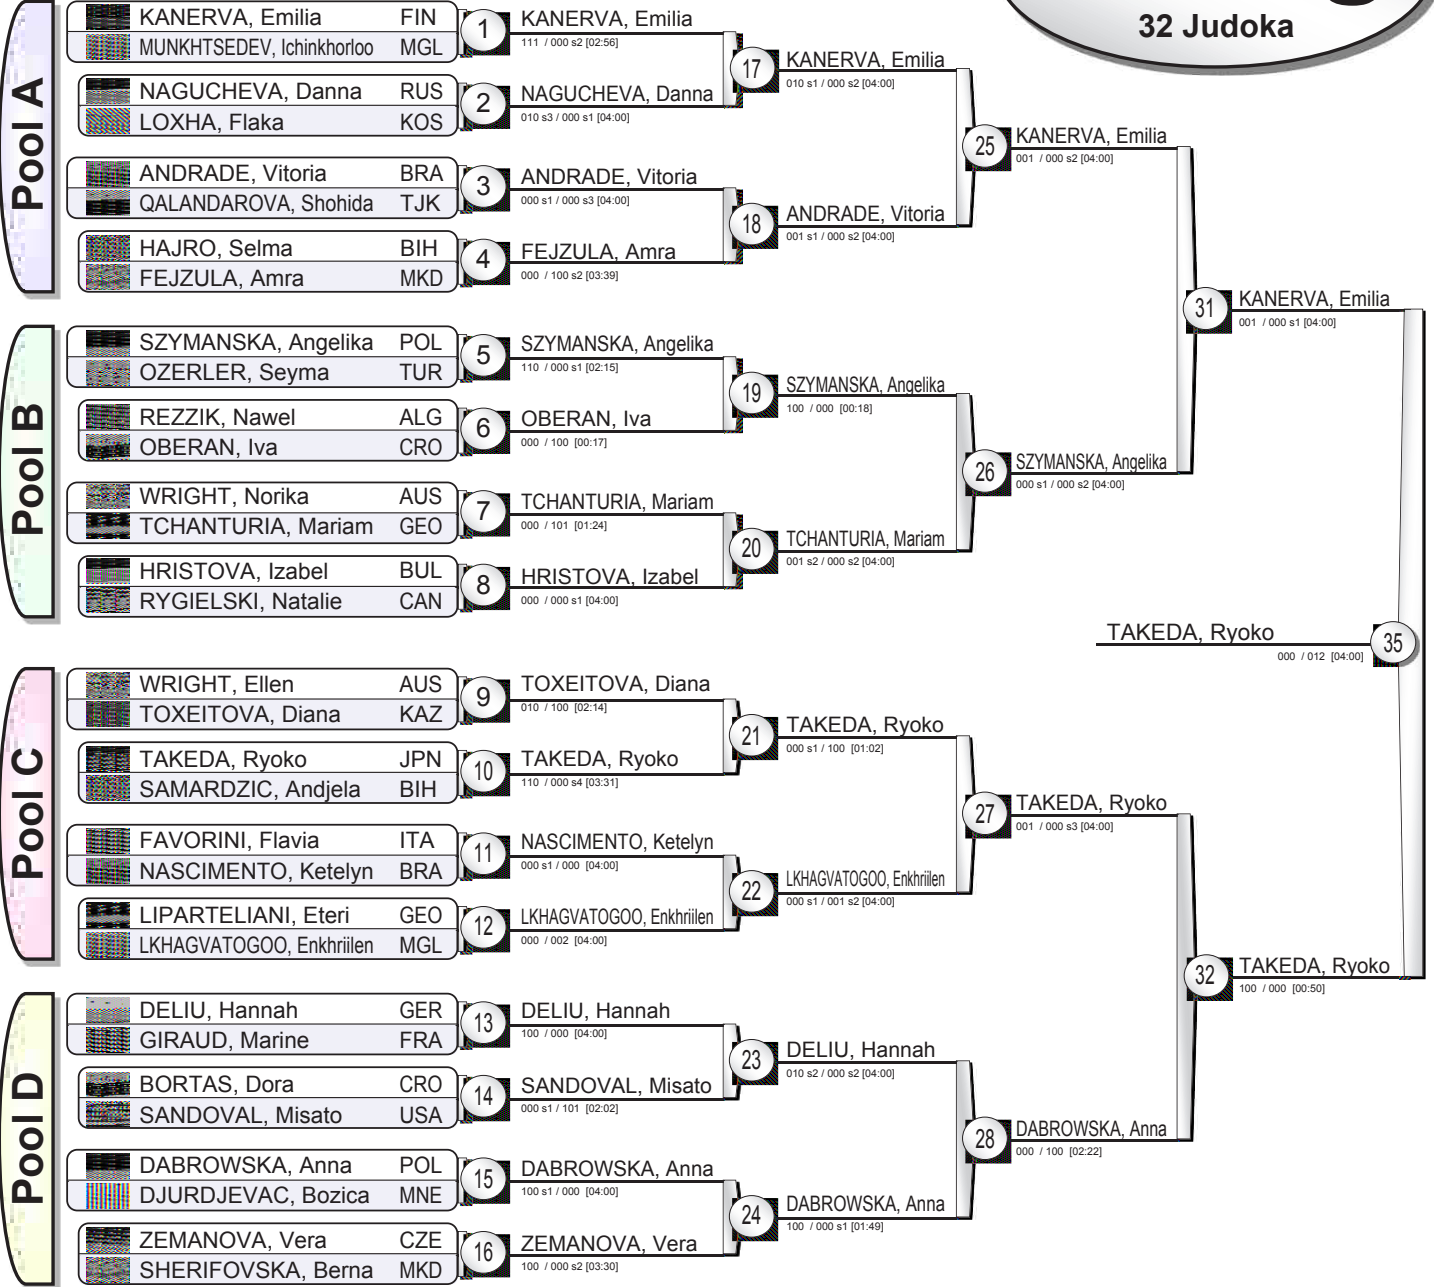 32 Judoka
Pool A
KANERVA, Emilia FIN
MUNKHTSEDEV, Ichinkhorloo MGL
1
KANERVA, Emilia
111 / 000 s2 [02:56]
NAGUCHEVA, Danna RUS
LOXHA, Flaka KOS
2
NAGUCHEVA, Danna
010 s3 / 000 s1 [04:00]
17
KANERVA, Emilia
010 s1 / 000 s2 [04:00]
ANDRADE, Vitoria BRA
QALANDAROVA, Shohida TJK
3
ANDRADE, Vitoria
000 s1 / 000 s3 [04:00]
HAJRO, Selma BIH
FEJZULA, Amra MKD
4
FEJZULA, Amra
000 / 100 s2 [03:39]
18
ANDRADE, Vitoria
001 s1 / 000 s2 [04:00]
25
KANERVA, Emilia
001 / 000 s2 [04:00]
Pool B
SZYMANSKA, Angelika POL
OZERLER, Seyma TUR
5
SZYMANSKA, Angelika
110 / 000 s1 [02:15]
REZZIK, Nawel ALG
OBERAN, Iva CRO
6
OBERAN, Iva
000 / 100 [00:17]
19
SZYMANSKA, Angelika
100 / 000 [00:18]
WRIGHT, Norika AUS
TCHANTURIA, Mariam GEO
7
TCHANTURIA, Mariam
000 / 101 [01:24]
HRISTOVA, Izabel BUL
RYGIELSKI, Natalie CAN
8
HRISTOVA, Izabel
000 / 000 s1 [04:00]
20
TCHANTURIA, Mariam
001 s2 / 000 s2 [04:00]
26
SZYMANSKA, Angelika
000 s1 / 000 s2 [04:00]
31
KANERVA, Emilia
001 / 000 s1 [04:00]
TAKEDA, Ryoko
000 / 012 [04:00]
35
Pool C
WRIGHT, Ellen AUS
TOXEITOVA, Diana KAZ
9
TOXEITOVA, Diana
010 / 100 [02:14]
TAKEDA, Ryoko JPN
SAMARDZIC, Andjela BIH
10
TAKEDA, Ryoko
110 / 000 s4 [03:31]
21
TAKEDA, Ryoko
000 s1 / 100 [01:02]
FAVORINI, Flavia ITA
NASCIMENTO, Ketelyn BRA
11
NASCIMENTO, Ketelyn
000 s1 / 000 [04:00]
LIPARTELIANI, Eteri GEO
LKHAGVATOGOO, Enkhriilen MGL
12
LKHAGVATOGOO, Enkhriilen
000 / 002 [04:00]
22
LKHAGVATOGOO, Enkhriilen
000 s1 / 001 s2 [04:00]
27
TAKEDA, Ryoko
001 / 000 s3 [04:00]
Pool D
DELIU, Hannah GER
GIRAUD, Marine FRA
13
DELIU, Hannah
100 / 000 [04:00]
BORTAS, Dora CRO
SANDOVAL, Misato USA
14
SANDOVAL, Misato
000 s1 / 101 [02:02]
23
DELIU, Hannah
010 s2 / 000 s2 [04:00]
DABROWSKA, Anna POL
DJURDJEVAC, Bozica MNE
15
DABROWSKA, Anna
100 s1 / 000 [04:00]
ZEMANOVA, Vera CZE
SHERIFOVSKA, Berna MKD
16
ZEMANOVA, Vera
100 / 000 s2 [03:30]
24
DABROWSKA, Anna
100 / 000 s1 [01:49]
28
DABROWSKA, Anna
000 / 100 [02:22]
32
TAKEDA, Ryoko
100 / 000 [00:50]